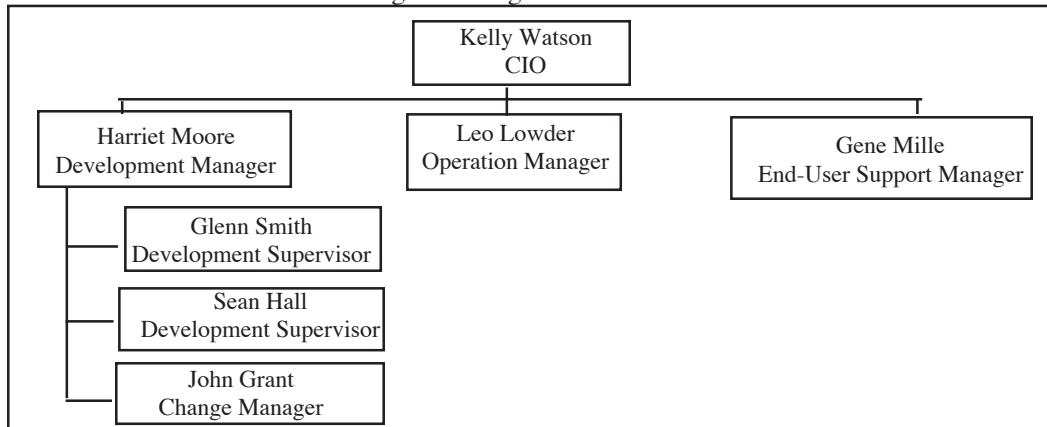 Kelly Watson
CIO
Harriet Moore
Development Manager
Leo Lowder
Operation Manager
Gene Mille
End-User Support Manager
Glenn Smith
Development Supervisor
Sean Hall
Development Supervisor
John Grant
Change Manager